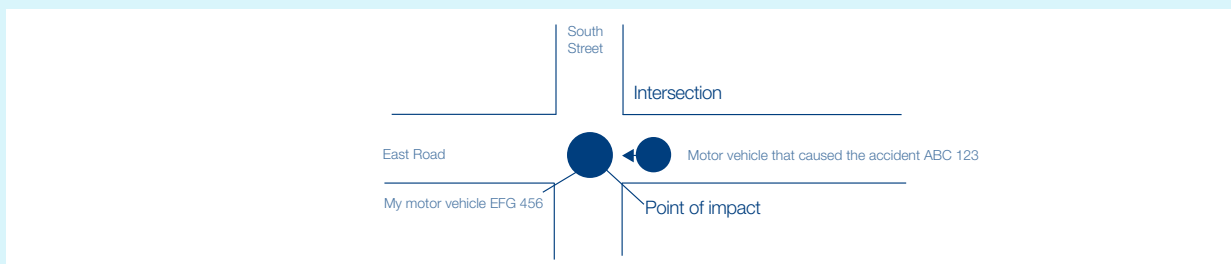 South
Street
Intersection
East Road
Motor vehicle that caused the accident ABC 123
My motor vehicle EFG 456
Point of impact